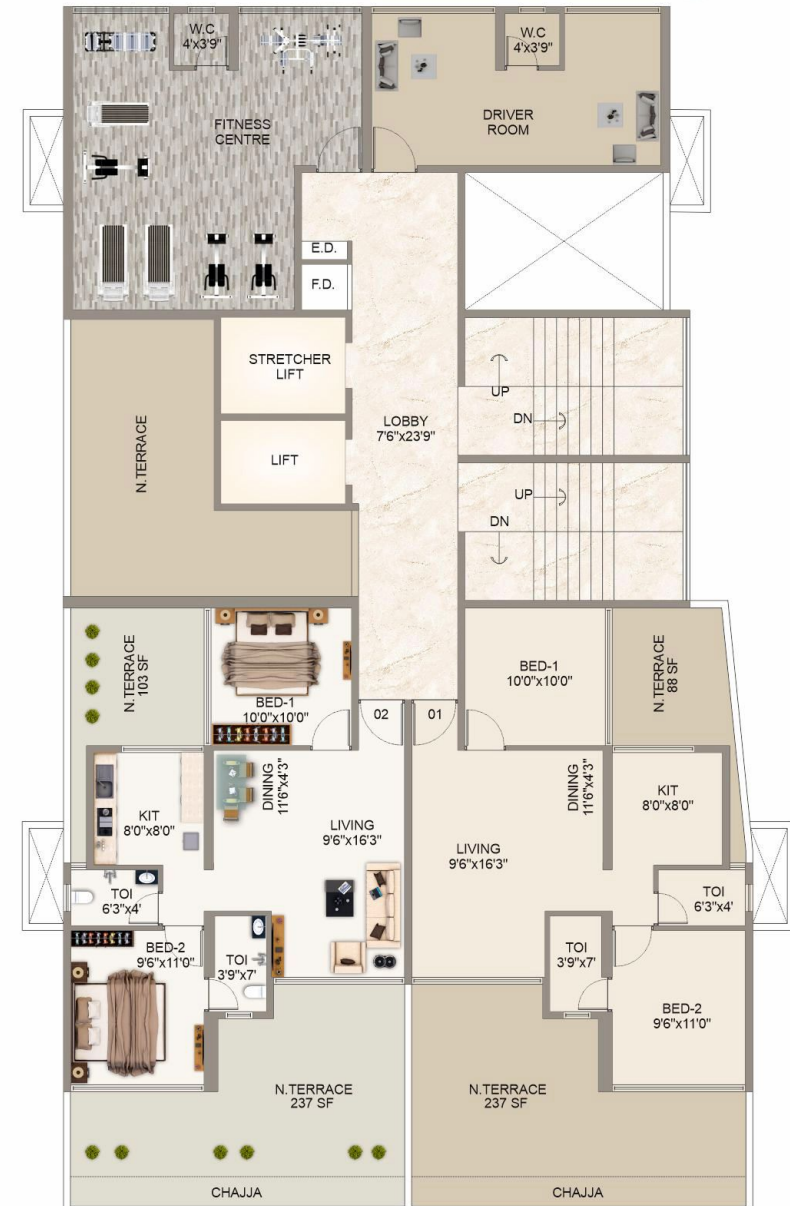 W.C
4'x3'9"
W.C
4'x3'9"
FITNESS
CENTRE
DRIVER
ROOM
E.D.
F.D.
STRETCHER
LIFT
UP
DN
LOBBY
7'6"x23'9"
N.TERRACE
LIFT
UP
DN
N.TERRACE
103 SF
BED-1
10'0"x10'0"
BED-1
10'0"x10'0"
N.TERRACE
88 SF
02
01
DINING
11'6"x4'3"
DINING
11'6"x4'3"
KIT
8'0"x8'0"
LIVING
9'6"x16'3"
LIVING
9'6"x16'3"
KIT
8'0"x8'0"
TOI
6'3"x4'
TOI
6'3"x4'
BED-2
9'6"x11'0"
TOI
3'9"x7'
TOI
3'9"x7'
BED-2
9'6"x11'0"
N.TERRACE
237 SF
N.TERRACE
237 SF
CHAJJA
CHAJJA